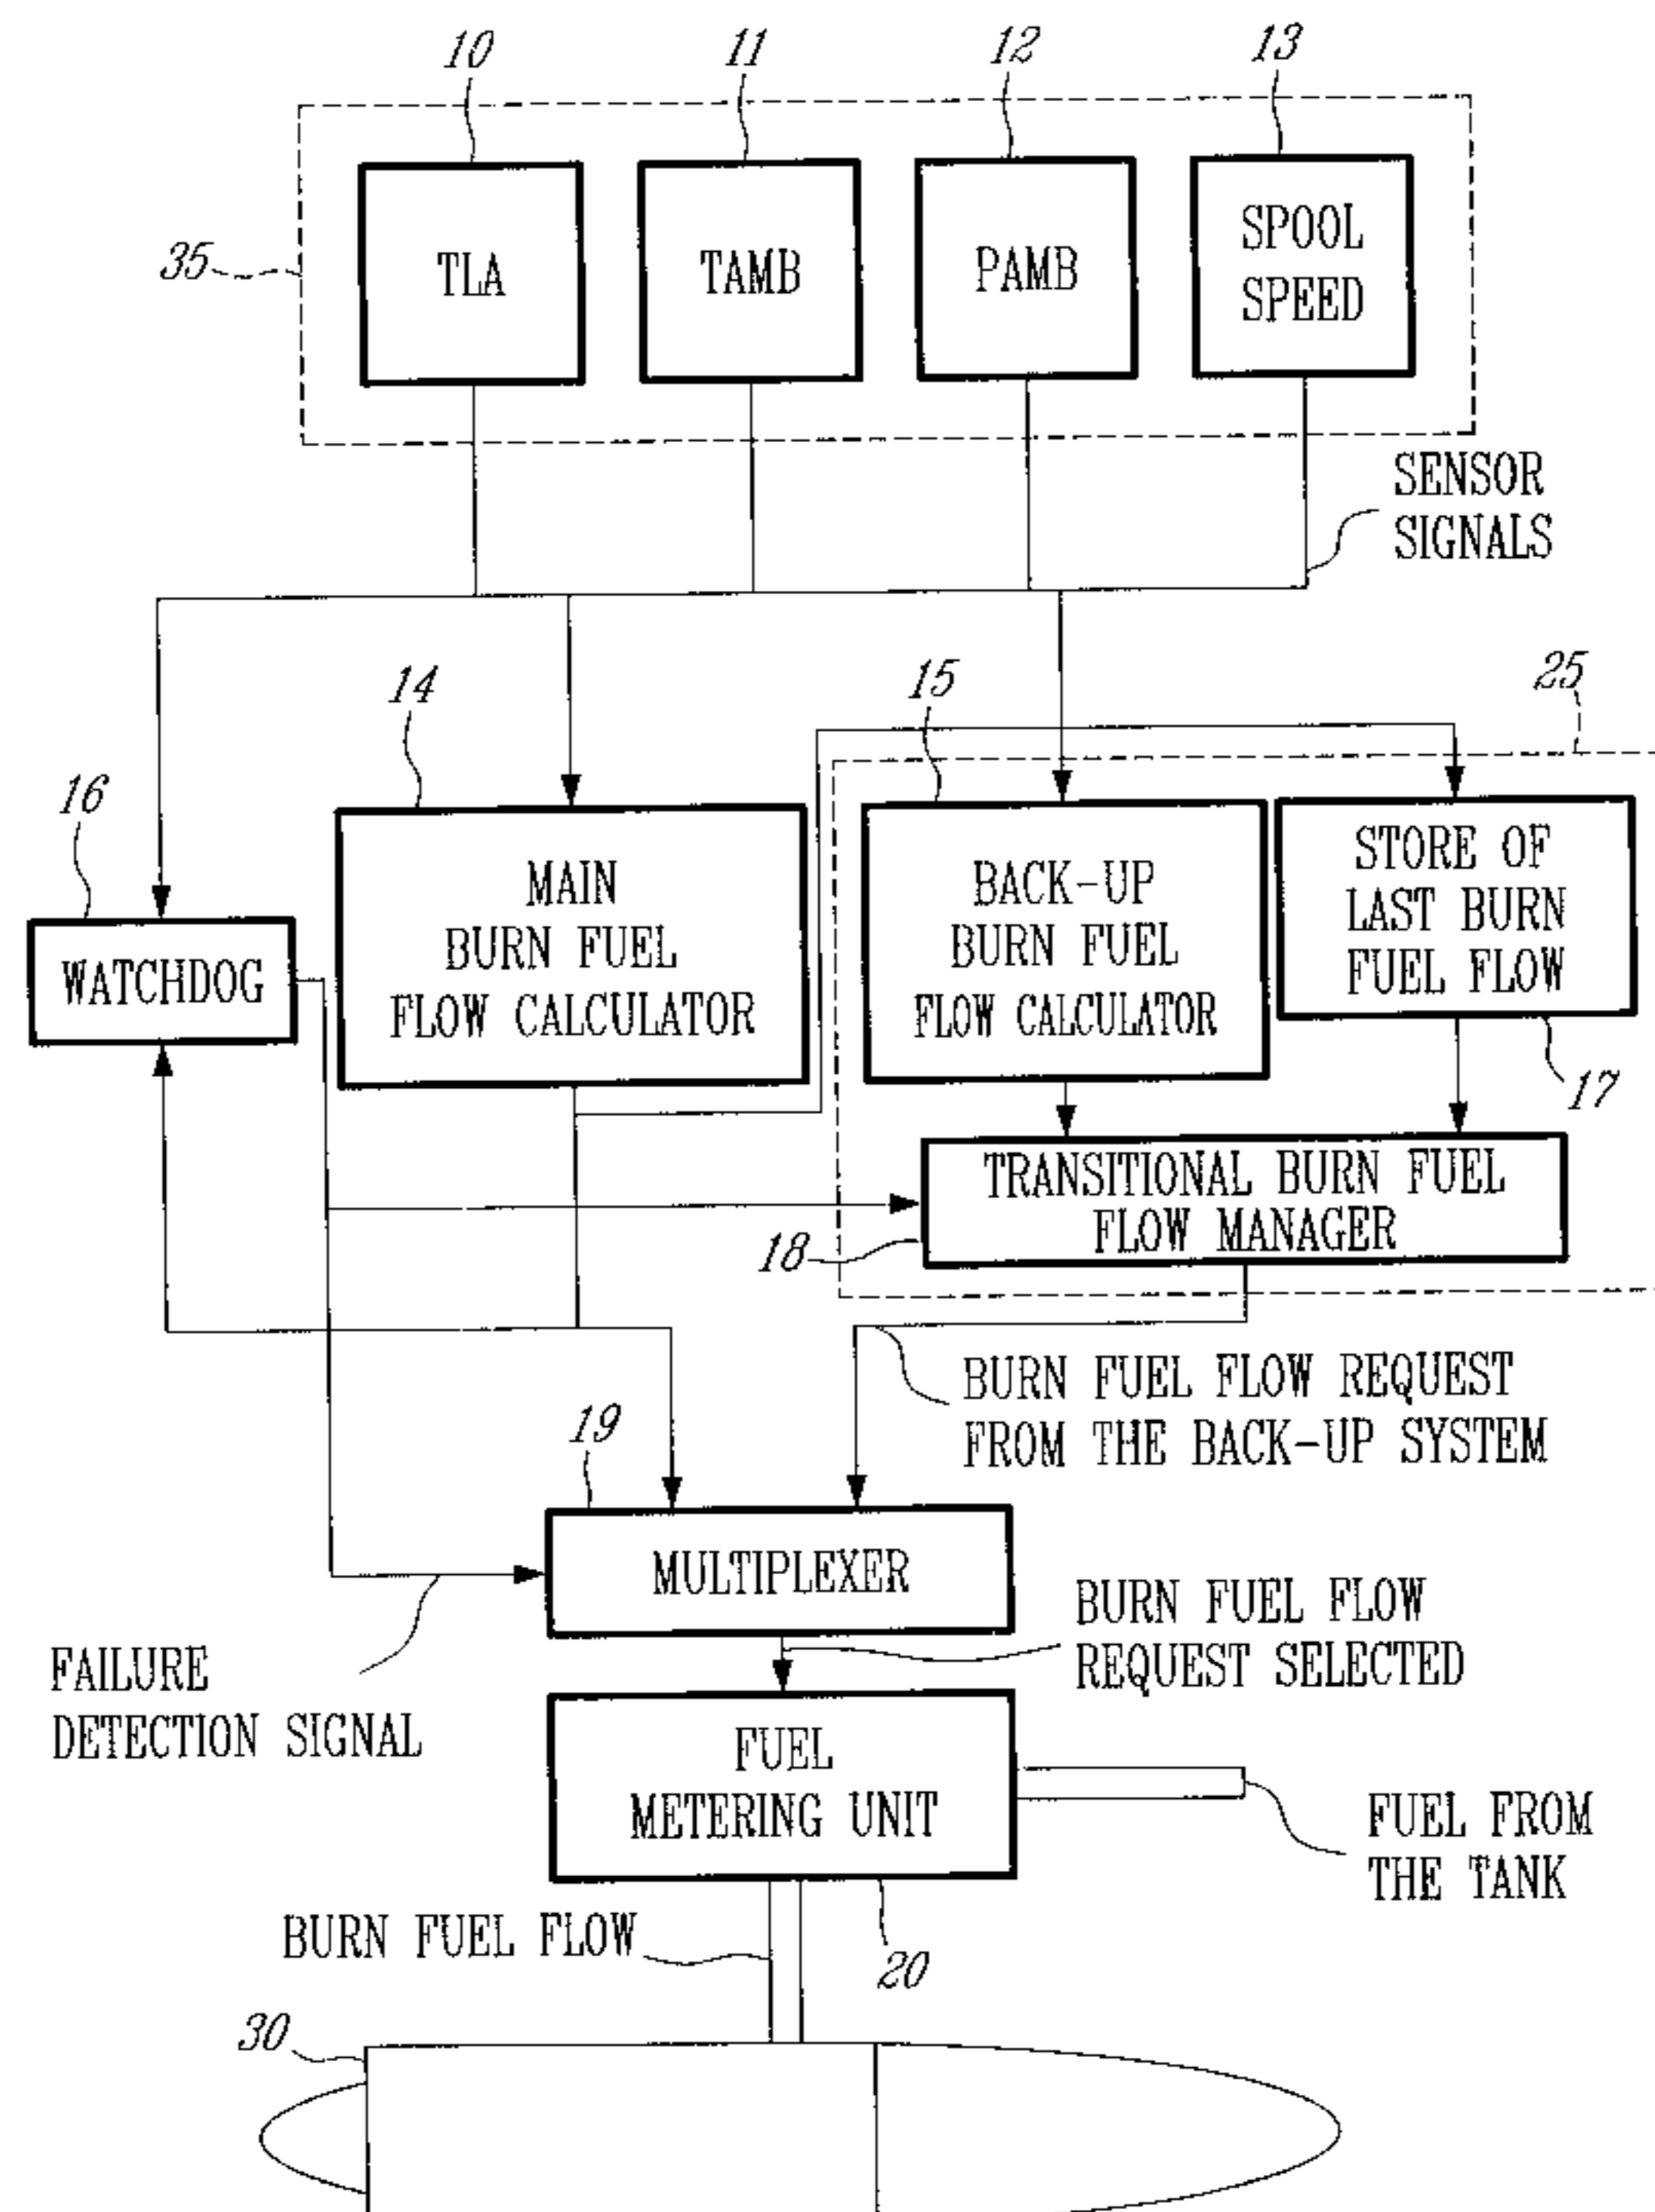 10
11
12
13
35
TLA
TAMB
PAMB
SPOOL
SPEED
SENSOR
SIGNALS
14
15
25
16
WATCHDOG
MAIN
BURN FUEL
FLOW CALCULATOR
BACK-UP
BURN FUEL
FLOW CALCULATOR
STORE OF
LAST BURN
FUEL FLOW
17
TRANSITIONAL BURN FUEL
FLOW MANAGER
18
BURN FUEL FLOW REQUEST
FROM THE BACK-UP SYSTEM
19
MULTIPLEXER
FAILURE
DETECTION SIGNAL
BURN FUEL FLOW
REQUEST SELECTED
FUEL
METERING UNIT
FUEL FROM
THE TANK
BURN FUEL FLOW
20
30